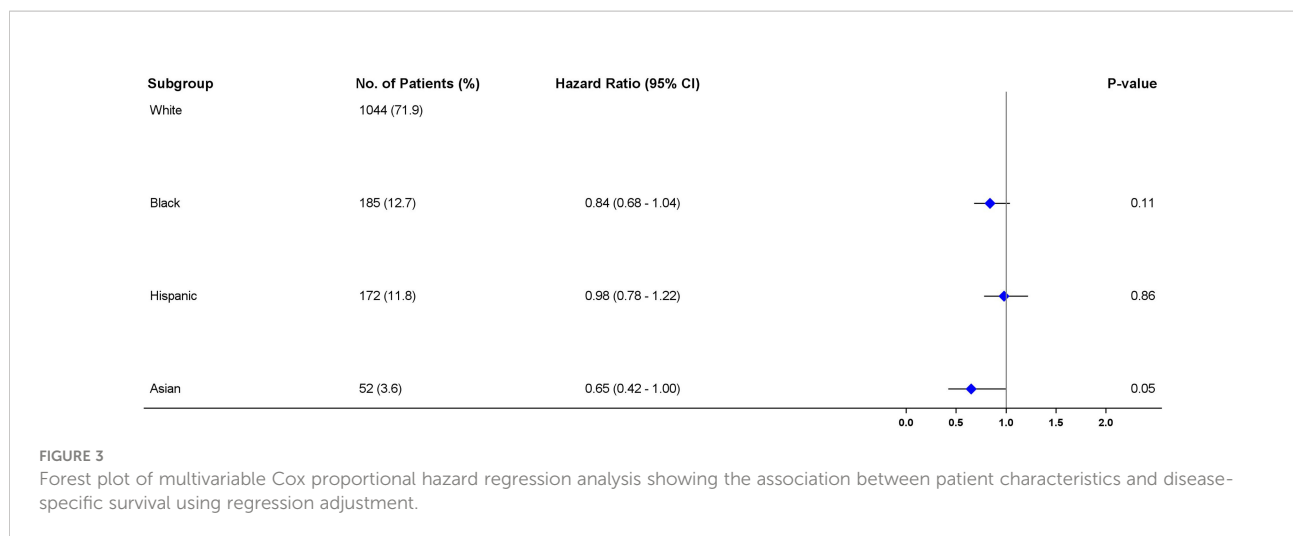 Subgroup No. of Patients (%) Hazard Ratio (95% CI) P-value
White 1044 (71.9)
Black 185 (12.7) 0.84 (0.68 - 1.04) 0.11
Hispanic 172 (11.8) 0.98 (0.78 - 1.22) 0.86
Asian 52 (3.6) 0.65 (0.42 - 1.00) 0.05
0.0 0.5 1.0 1.5 2.0
FIGURE 3
Forest plot of multivariable Cox proportional hazard regression analysis showing the association between patient characteristics and disease-
specific survival using regression adjustment.